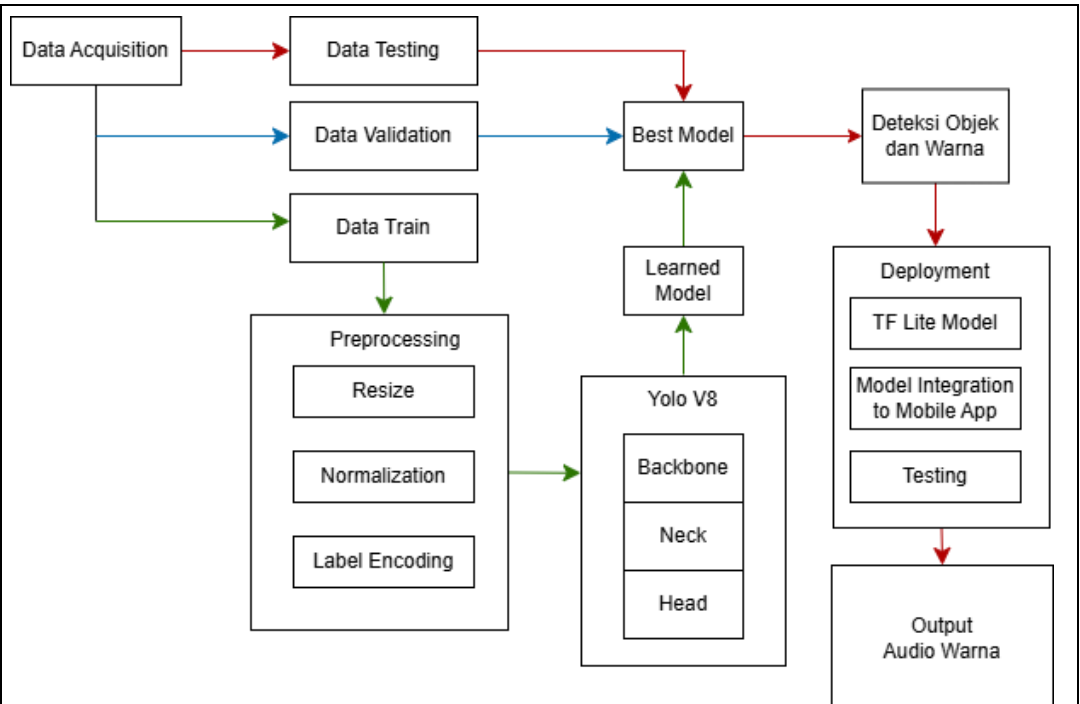 Data Acquisition
Data Testing
Data Validation
Best Model
Deteksi Objek
dan Warna
Data Train
Learned
Model
Deployment
TF Lite Model
Model Integration
to Mobile App
Testing
Preprocessing
Resize
Normalization
Label Encoding
Yolo V8
Backbone
Neck
Head
Output
Audio Warna